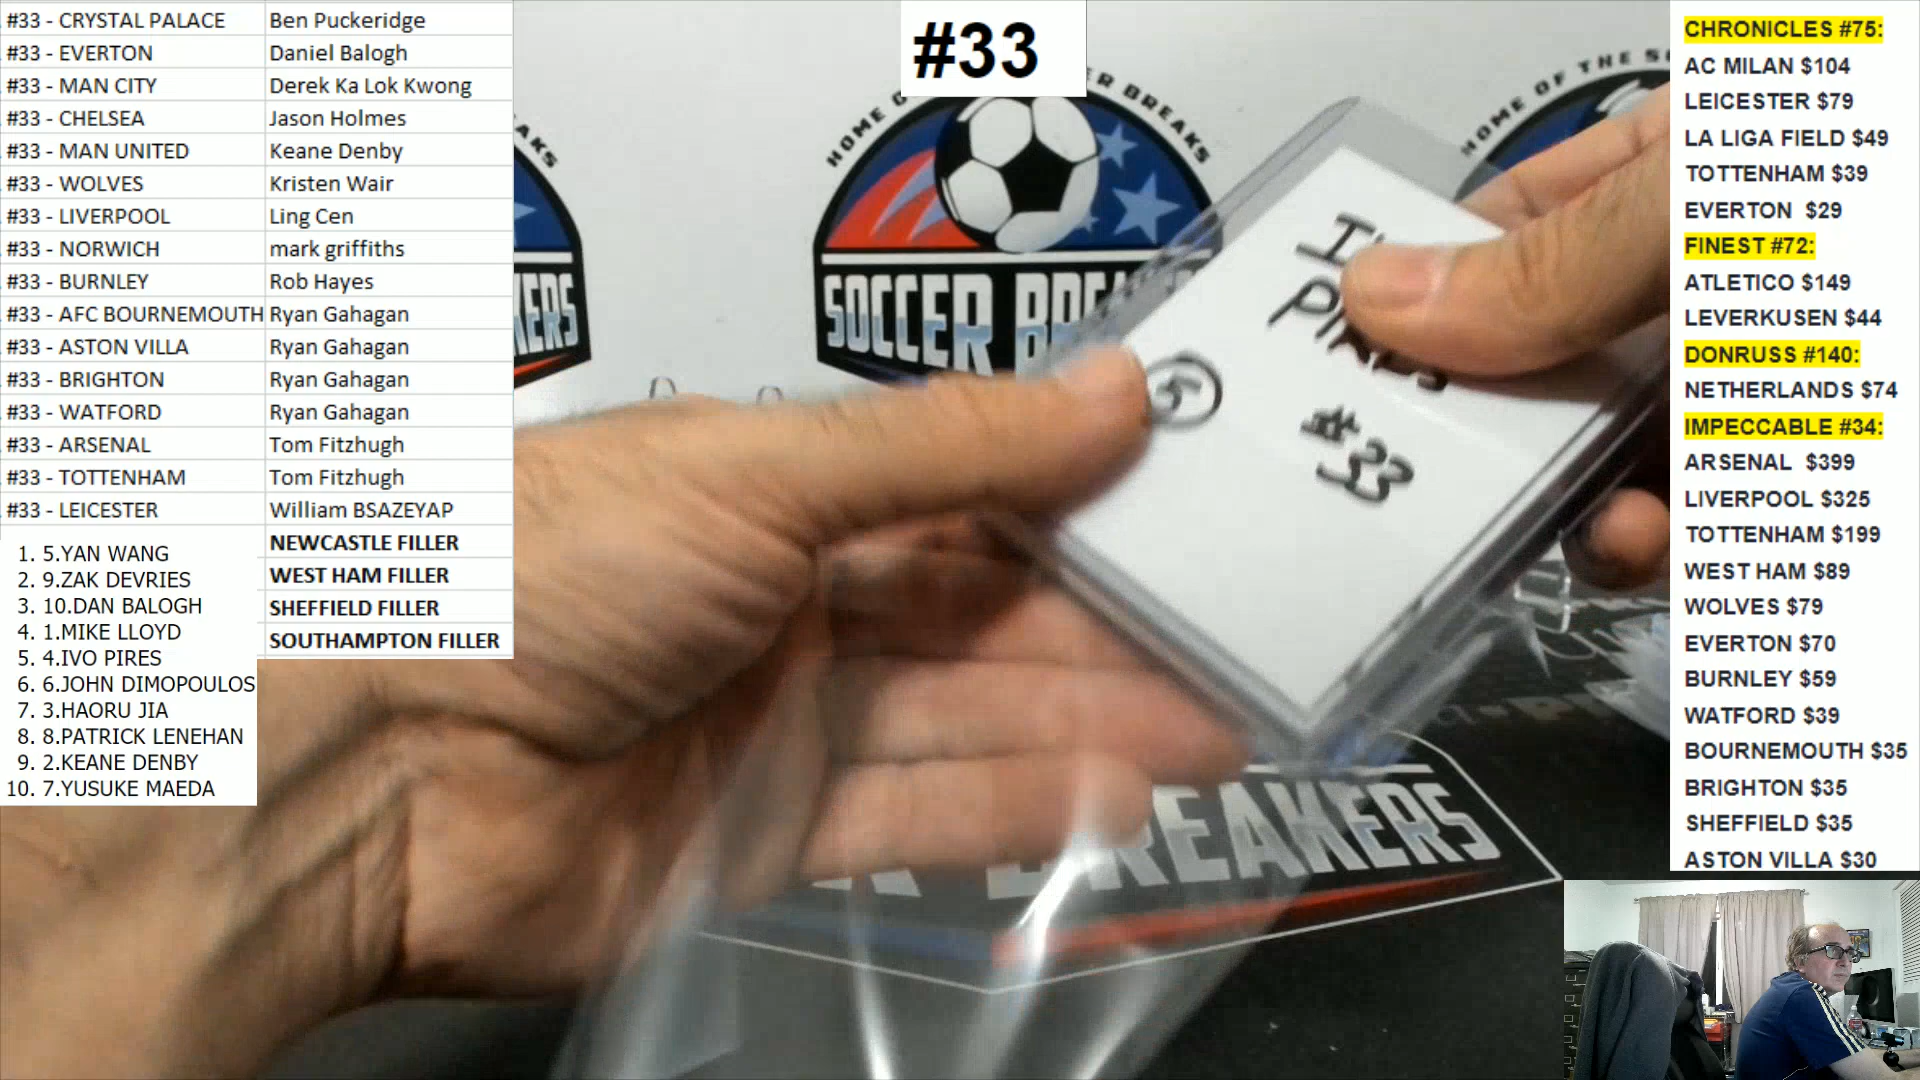 #33 - CRYSTAL PALACE Ben Puckeridge
#33 - EVERTON Daniel Balogh
#33 - MAN CITY Derek Ka Lok Kwong
#33 - CHELSEA Jason Holmes
#33 - MAN UNITED Keane Denby
#33 - WOLVES Kristen Wair
#33 - LIVERPOOL Ling Cen
#33 - NORWICH mark griffiths
#33 - BURNLEY Rob Hayes
#33 - AFC BOURNEMOUTH Ryan Gahagan
#33 - ASTON VILLA Ryan Gahagan
#33 - BRIGHTON Ryan Gahagan
#33 - WATFORD Ryan Gahagan
#33 - ARSENAL Tom Fitzhugh
#33 - TOTTENHAM Tom Fitzhugh
#33 - LEICESTER William BSAZEYAP
NEWCASTLE FILLER
WEST HAM FILLER
SHEFFIELD FILLER
SOUTHAMPTON FILLER
1. 5.YAN WANG
2. 9.ZAK DEVRIES
3. 10.DAN BALOGH
4. 1.MIKE LLOYD
5. 4.IVO PIRES
6. 6.JOHN DIMOPOULOS
7. 3.HAORU JIA
8. 8.PATRICK LENEHAN
9. 2.KEANE DENBY
10. 7.YUSUKE MAEDA
#33
HOME OF
ER BREAKS
SOCCER
AKS
KERS
HOME OF THE
5
#33
BREAKERS
CHRONICLES #75:
AC MILAN $104
LEICESTER $79
LA LIGA FIELD $49
TOTTENHAM $39
EVERTON $29
FINEST #72:
ATLETICO $149
LEVERKUSEN $44
DONRUSS #140:
NETHERLANDS $74
IMPECCABLE #34:
ARSENAL $399
LIVERPOOL $325
TOTTENHAM $199
WEST HAM $89
WOLVES $79
EVERTON $70
BURNLEY $59
WATFORD $39
BOURNEMOUTH $35
BRIGHTON $35
SHEFFIELD $35
ASTON VILLA $30